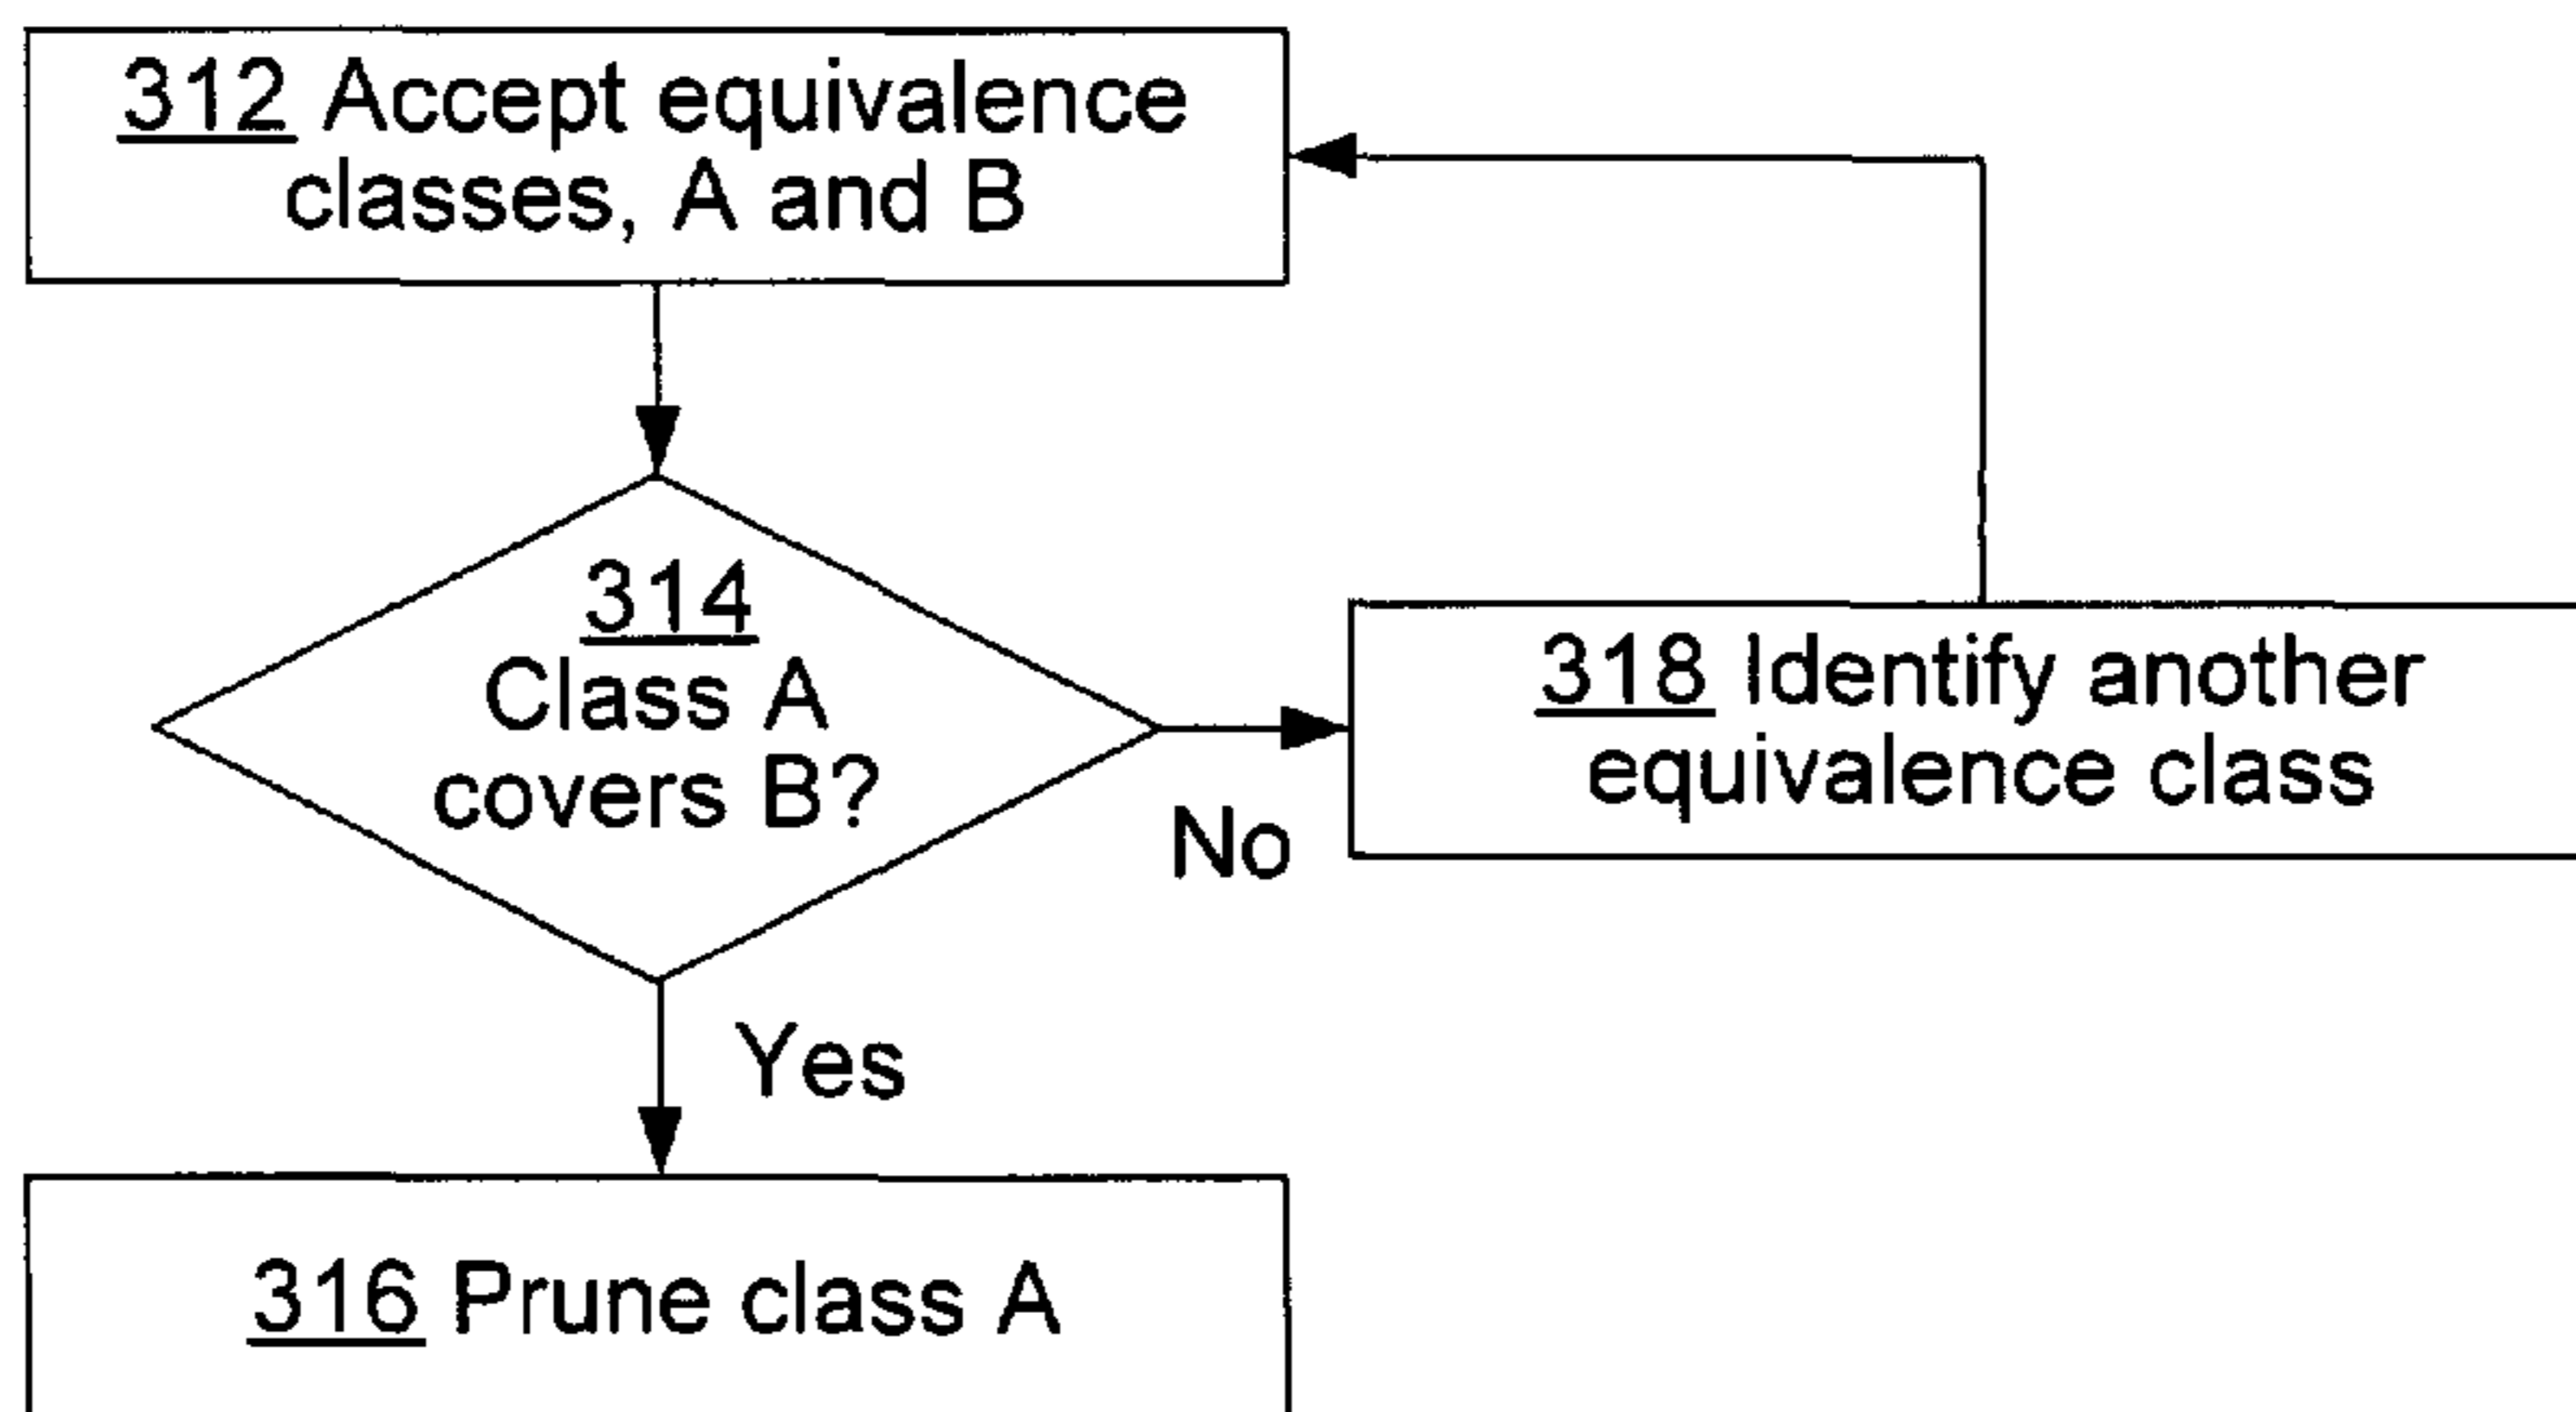 312 Accept equivalence
classes, A and B
314
Class A
covers B?
No
318 Identify another
equivalence class
Yes
316 Prune class A